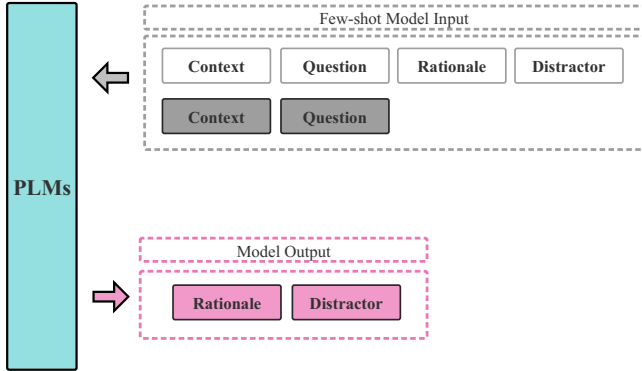 Few-shot Model Input
Context Question Rationale Distractor
Context Question
PLMs
Model Output
Rationale Distractor